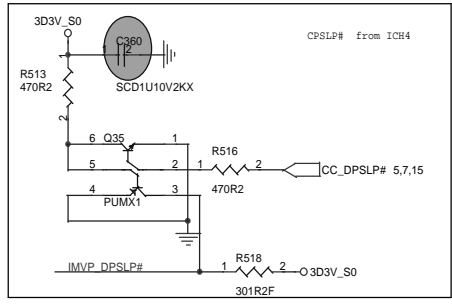 3D3V_S0
CPSLP# from ICH4
C360
1 2
1
R513
470R2
SCD1U10V2KX
2
6 Q35 1
R516
5 2 1 2
CC_DPSLP# 5,7,15
4 3 470R2
PUMX1
IMVP_DPSLP#
R518
1 2
3D3V_S0
301R2F